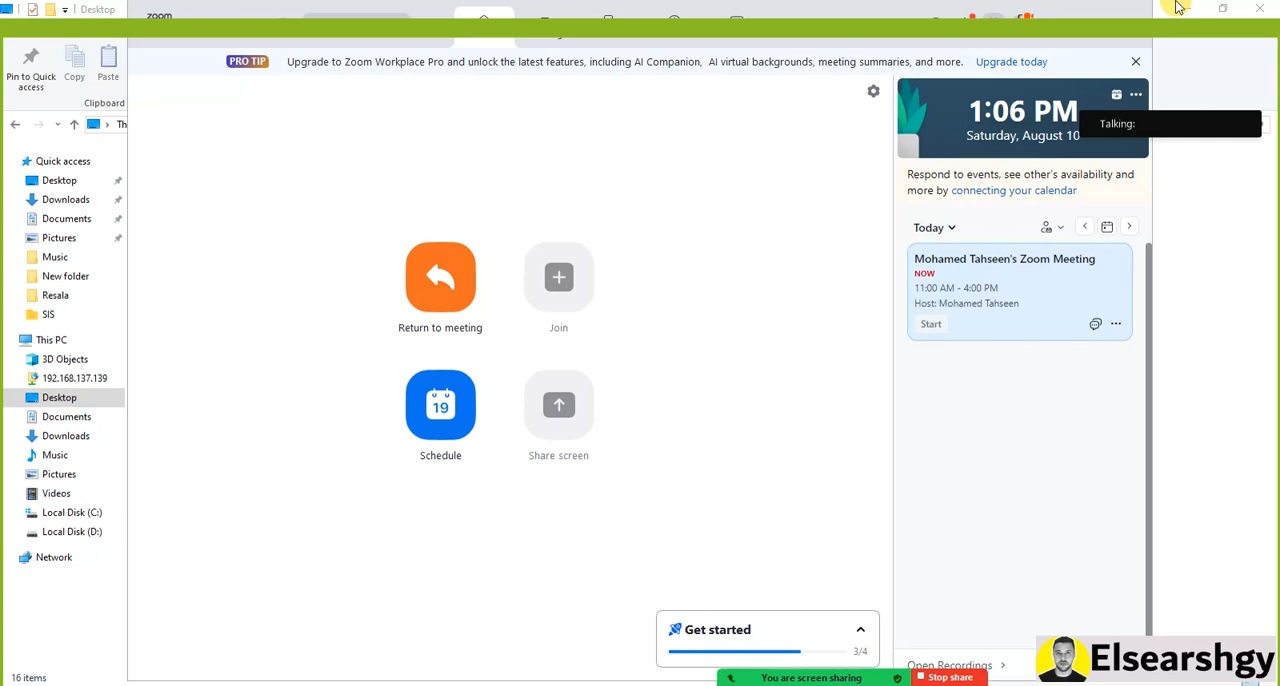 Desktop
zoom
Pin to Quick
access
Copy
Paste
Clipboard
PRO TIP
Upgrade to Zoom Workplace Pro and unlock the latest features, including AI Companion, AI virtual backgrounds, meeting summaries, and more.
Upgrade today
1:06 PM
Saturday, August 10
Talking:
Th
Quick access
Desktop
Downloads
Documents
Pictures
Music
New folder
Resala
SIS
This PC
3D Objects
192.168.137.139
Desktop
Documents
Downloads
Music
Pictures
Videos
Local Disk (C:)
Local Disk (D:)
Network
16 items
Return to meeting
Join
19
Schedule
Share screen
Respond to events, see other's availability and
more by connecting your calendar
Today
Mohamed Tahseen's Zoom Meeting
NOW
11:00 AM - 4:00 PM
Host: Mohamed Tahseen
Start
Get started
3/4
Open Recordings
You are screen sharing
Stop share
Elsearshgy